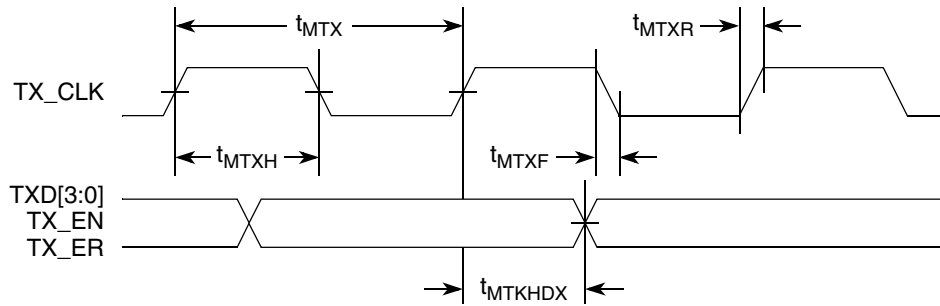 tMTX
tMTXR
TX_CLK
tMTXH
tMTXF
TXD[3:0]
TX_EN
TX_ER
tMTKHDX